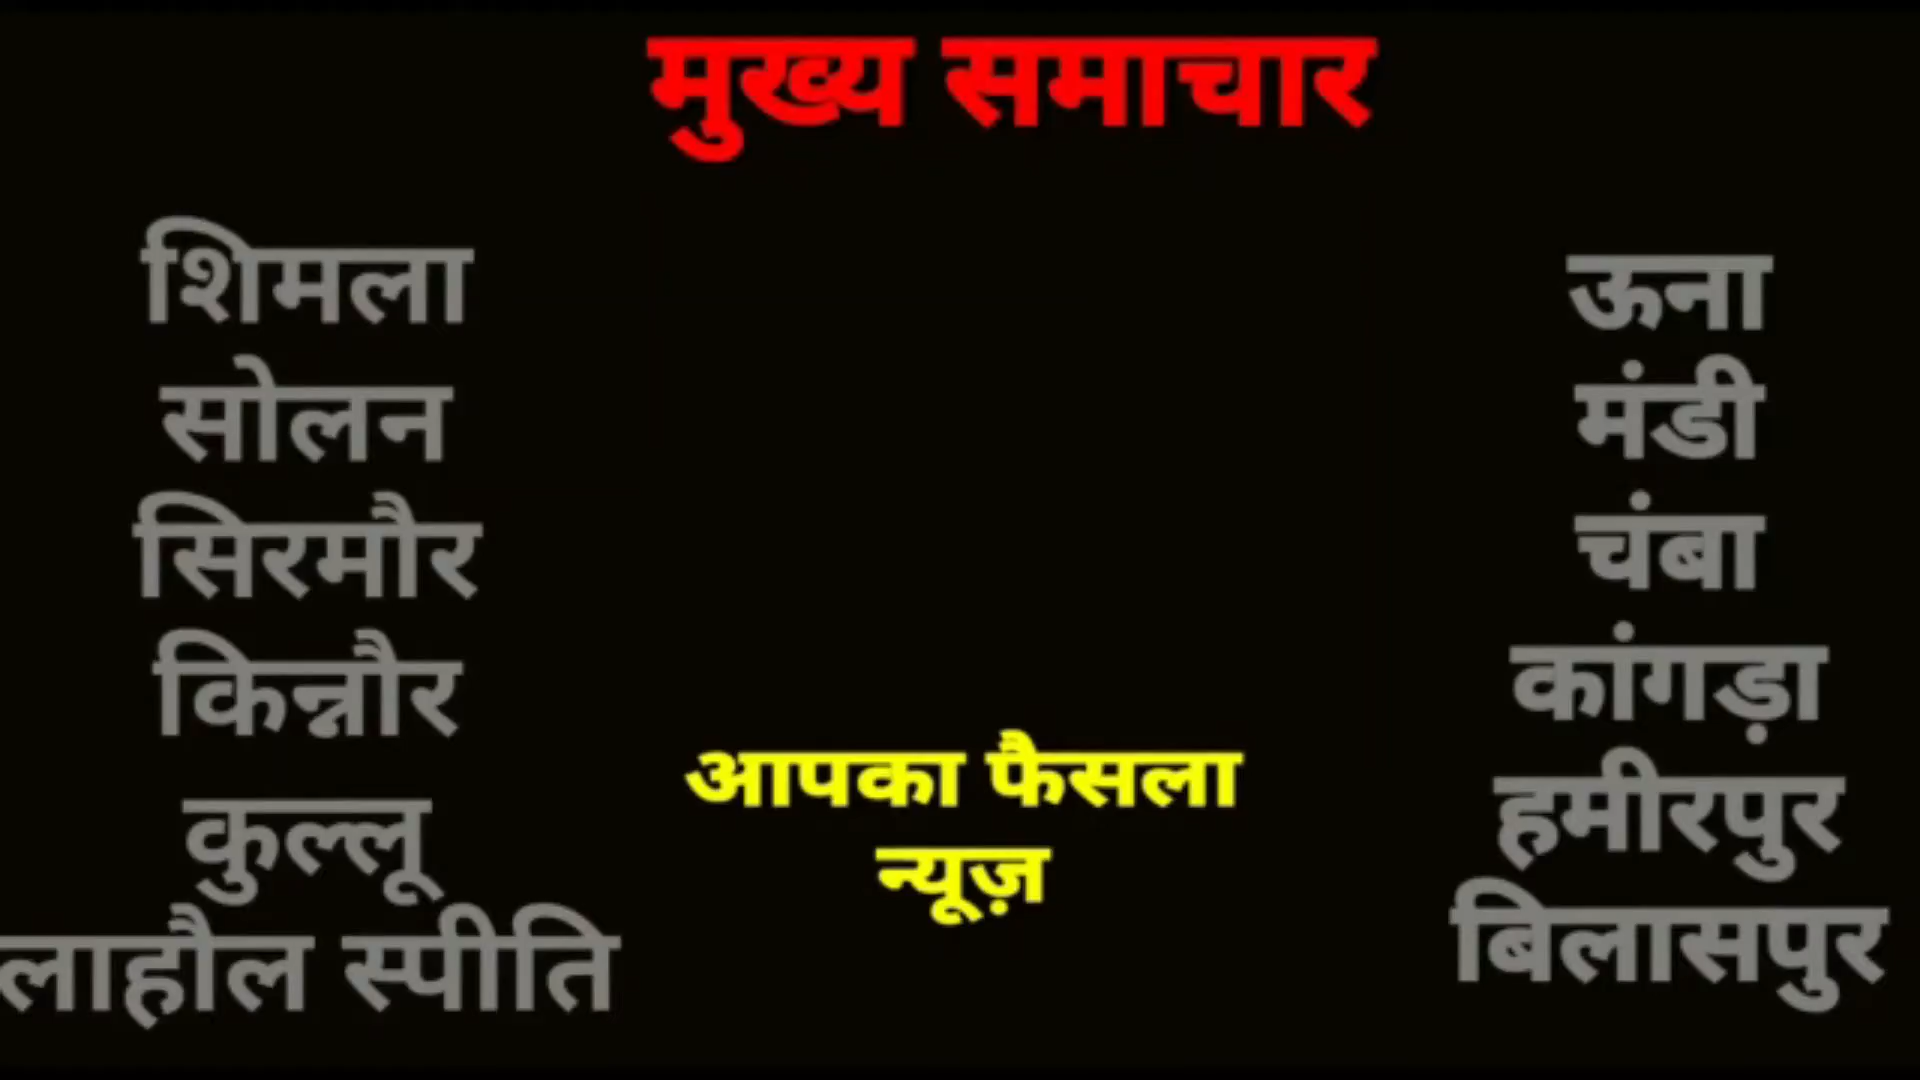 मुख्य समाचार
शिमला
सोलन
सिरमौर
किन्नौर
कुल्लू
लाहौल स्पीति
आपका फैसला
न्यूज़
ऊना
मंडी
चंबा
कांगड़ा
हमीरपुर
बिलासपुर